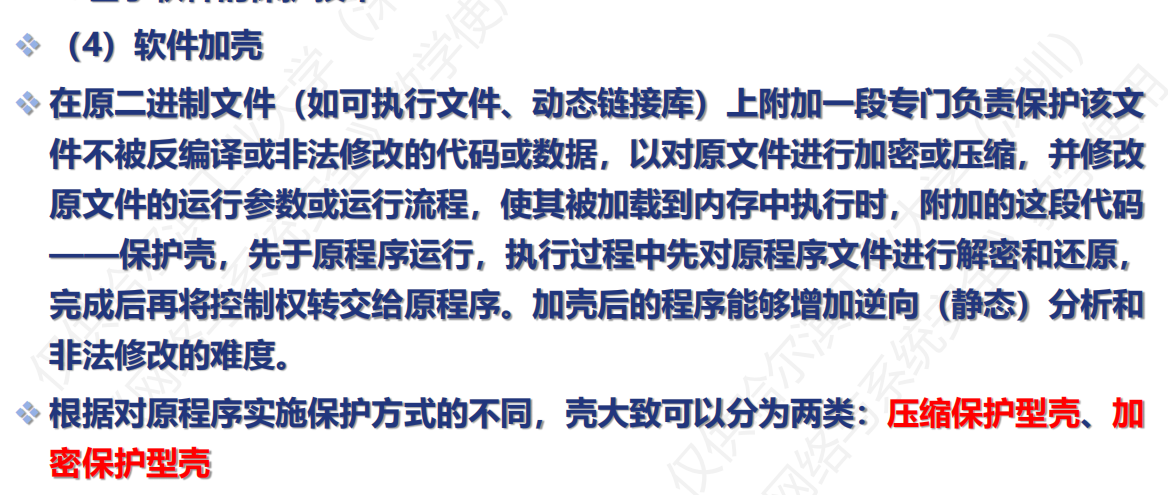 （4）软件加壳
在原二进制文件（如可执行文件、动态链接库）上附加一段专门负责保护该文
件不被反编译或非法修改的代码或数据，以对原文件进行加密或压缩，并修改
原文件的运行参数或运行流程，使其被加载到内存中执行时，附加的这段代码
——保护壳，先于原程序运行，执行过程中先对原程序文件进行解密和还原，
完成后再将控制权转交给原程序。加壳后的程序能够增加逆向（静态）分析和
非法修改的难度。
根据对原程序实施保护方式的不同，壳大致可以分为两类：压缩保护型壳、加
密保护型壳